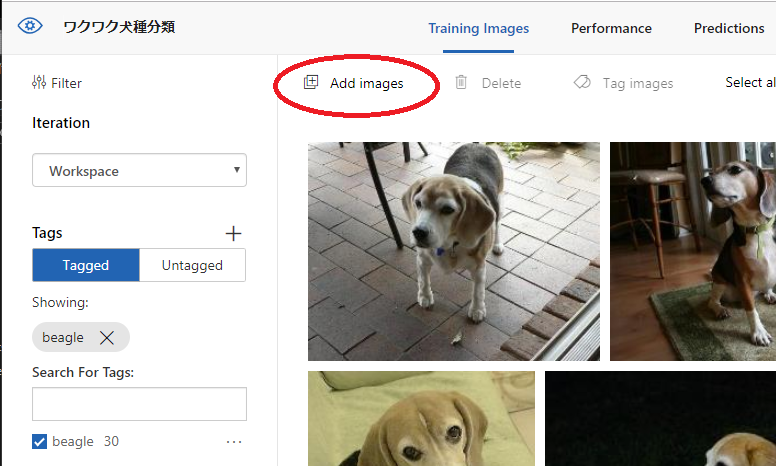 ワクワク犬種分類
Training Images
Performance
Predictions
Filter
Add images
Delete
Tag images
Select al
Iteration
Workspace
Tags
Tagged
Untagged
Showing:
beagle
Search For Tags:
beagle 30